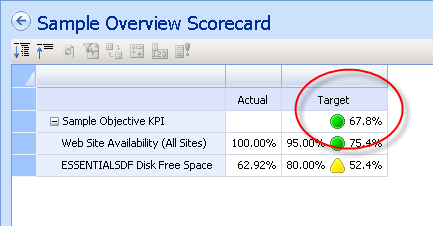 Sample Overview Scorecard
Actual Target
Sample Objective KPI 67.8%
Web Site Availability (All Sites) 100.00% 95.00% 75.4%
ESSENTIALSDF Disk Free Space 62.92% 80.00% 52.4%